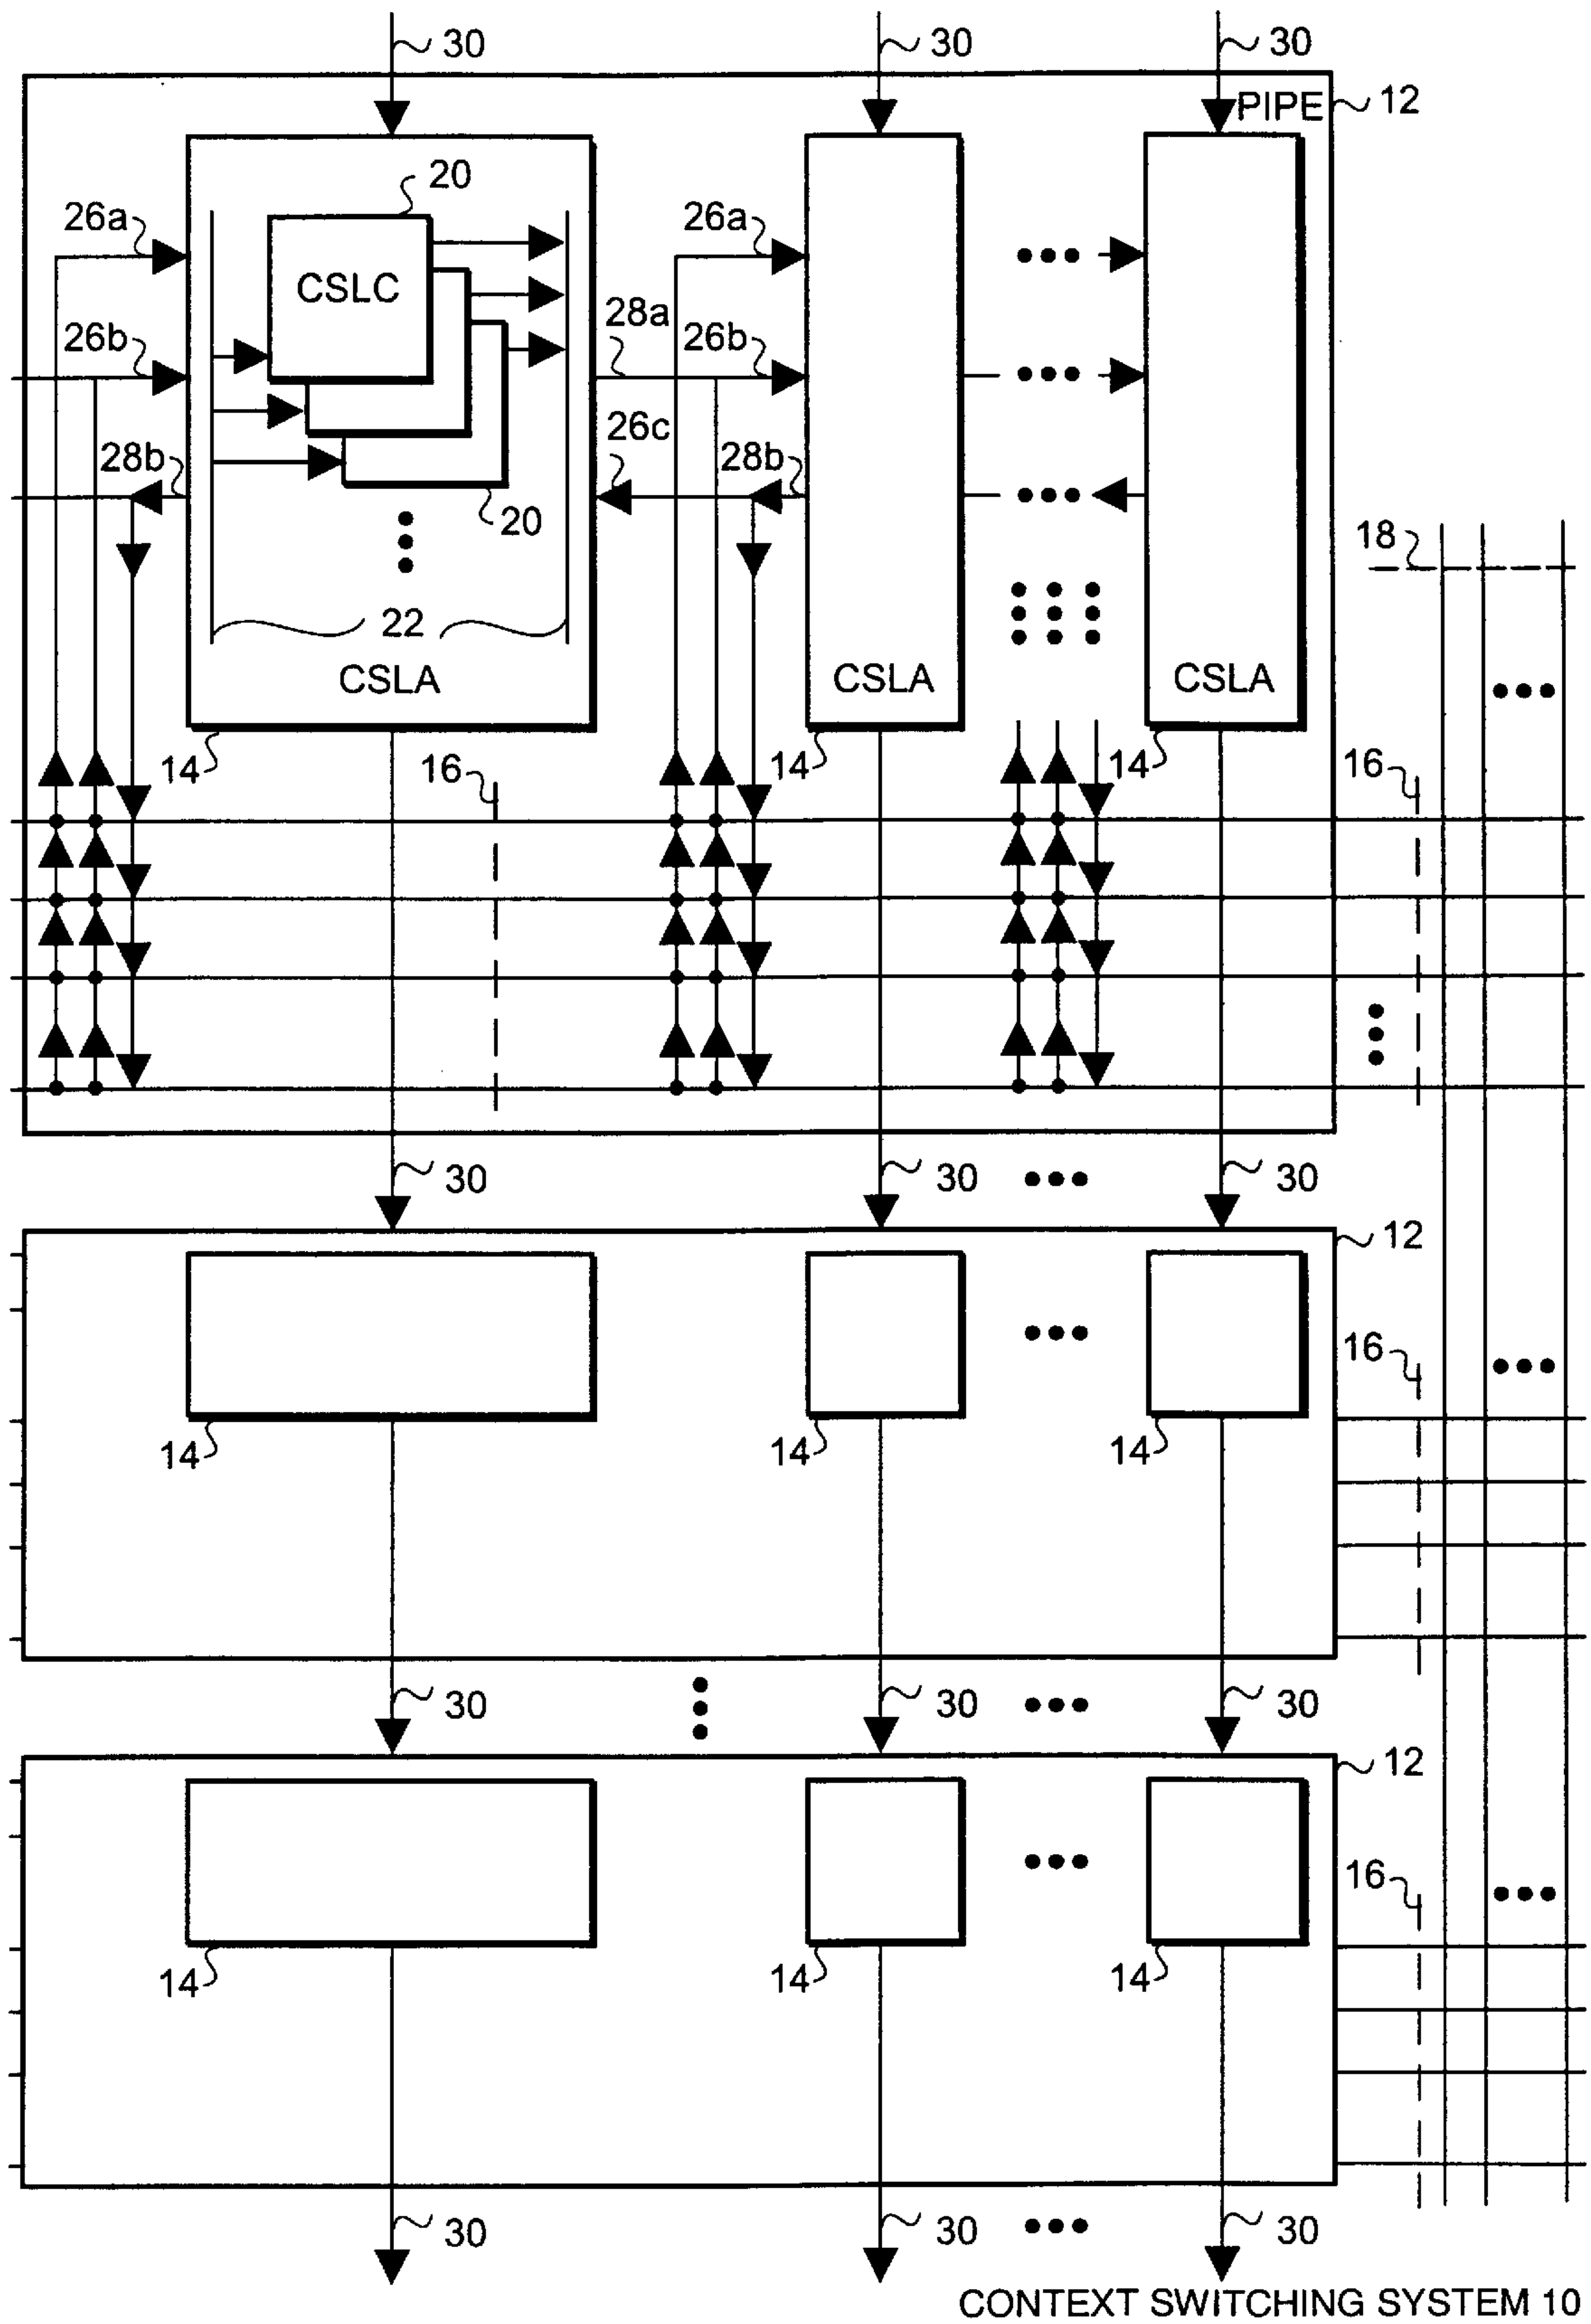 30 30 30
PIPE 12
20
26a 26a
CSLC
28a
26b 26b
26c
28b 28b
20
18
22
CSLA CSLA CSLA
14 16 14 14 16
30 30 30
12
16
14 14 14
30 30 30
12
16
14 14 14
30 30 30
CONTEXT SWITCHING SYSTEM 10